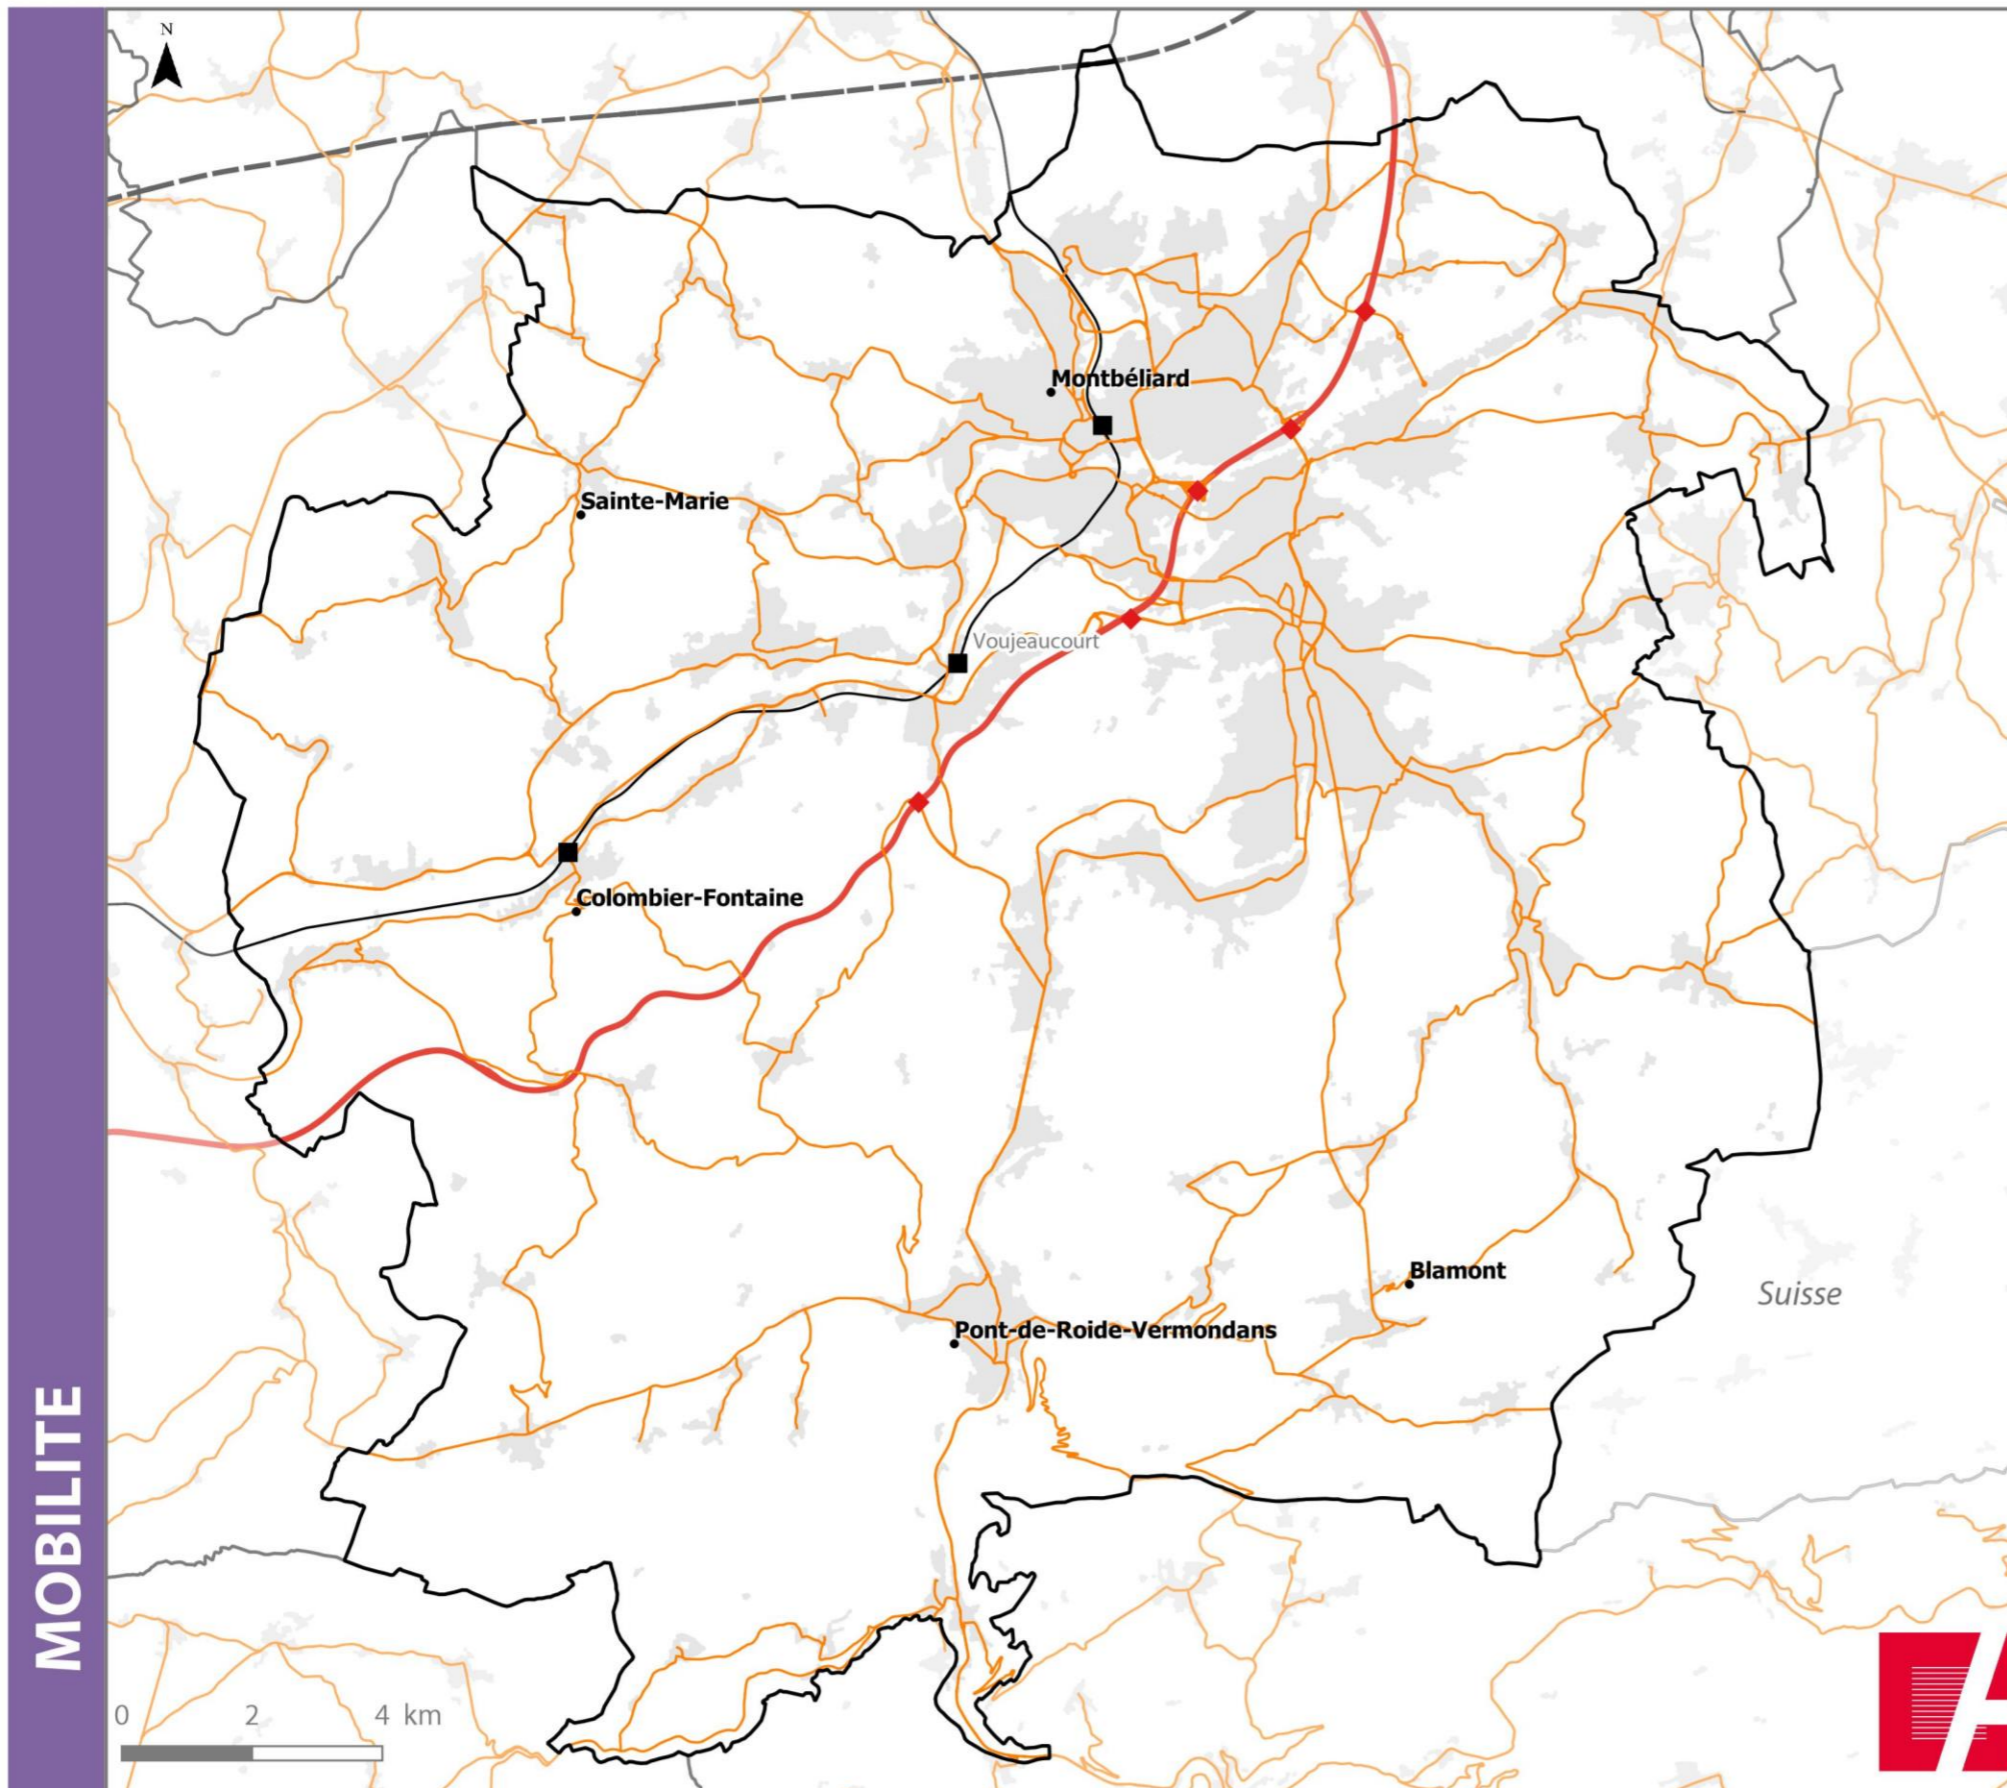 N
Montbéliard
Sainte-Marie
Voujeaucourt
Colombier-Fontaine
Blamont
Suisse
Pont-de-Roide-Vermondans
MOBILITE
0 2 4 km
A